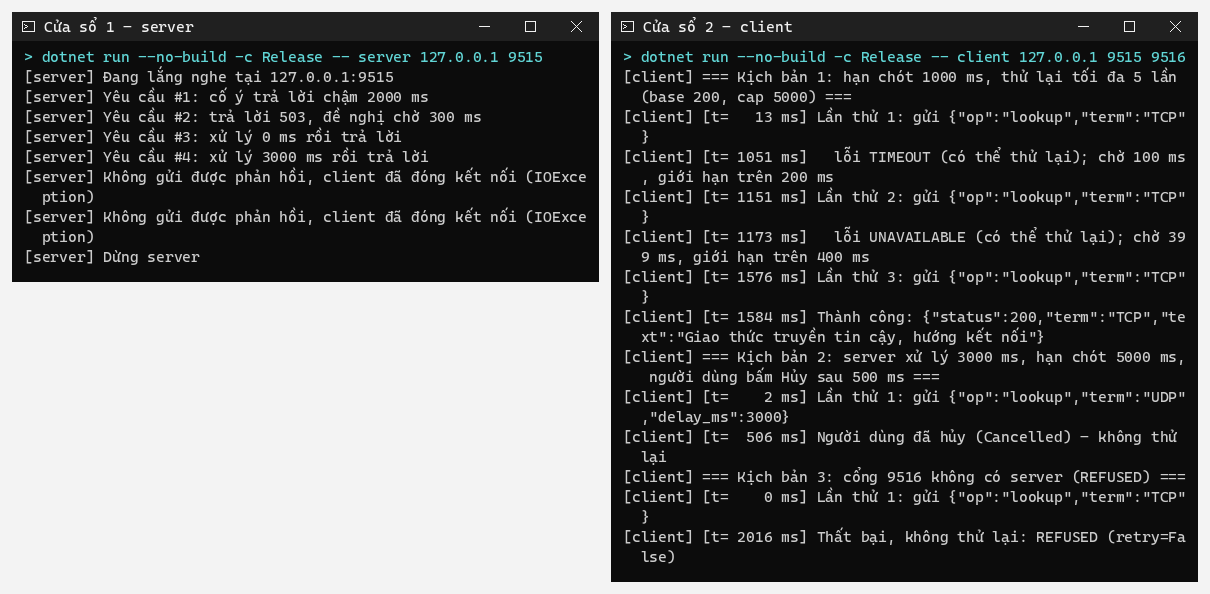 Cửa sổ 1 — server
> dotnet run --no-build -c Release -- server 127.0.0.1 9515
[server] Đang lắng nghe tại 127.0.0.1:9515
[server] Yêu cầu #1: cố ý trả lời chậm 2000 ms
[server] Yêu cầu #2: trả lời 503, đề nghị chờ 300 ms
[server] Yêu cầu #3: xử lý 0 ms rồi trả lời
[server] Yêu cầu #4: xử lý 3000 ms rồi trả lời
[server] Không gửi được phản hồi, client đã đóng kết nối (IOExce
ption)
[server] Không gửi được phản hồi, client đã đóng kết nối (IOExce
ption)
[server] Dừng server
Cửa sổ 2 — client
> dotnet run --no-build -c Release -- client 127.0.0.1 9515 9516
[client] === Kịch bản 1: hạn chót 1000 ms, thử lại tối đa 5 lần
(base 200, cap 5000) ===
[client] [t=   13 ms] Lần thử 1: gửi {"op":"lookup","term":"TCP"
}
[client] [t= 1051 ms]   lỗi TIMEOUT (có thể thử lại); chờ 100 ms
, giới hạn trên 200 ms
[client] [t= 1151 ms] Lần thử 2: gửi {"op":"lookup","term":"TCP"
}
[client] [t= 1173 ms]   lỗi UNAVAILABLE (có thể thử lại); chờ 39
9 ms, giới hạn trên 400 ms
[client] [t= 1576 ms] Lần thử 3: gửi {"op":"lookup","term":"TCP"
}
[client] [t= 1584 ms] Thành công: {"status":200,"term":"TCP","te
xt":"Giao thức truyền tin cậy, hướng kết nối"}
[client] === Kịch bản 2: server xử lý 3000 ms, hạn chót 5000 ms,
người dùng bấm Hủy sau 500 ms ===
[client] [t=    2 ms] Lần thử 1: gửi {"op":"lookup","term":"UDP"
,"delay_ms":3000}
[client] [t=  506 ms] Người dùng đã hủy (Cancelled) — không thử
lại
[client] === Kịch bản 3: cổng 9516 không có server (REFUSED) ===
[client] [t=    0 ms] Lần thử 1: gửi {"op":"lookup","term":"TCP"
}
[client] [t= 2016 ms] Thất bại, không thử lại: REFUSED (retry=Fa
lse)